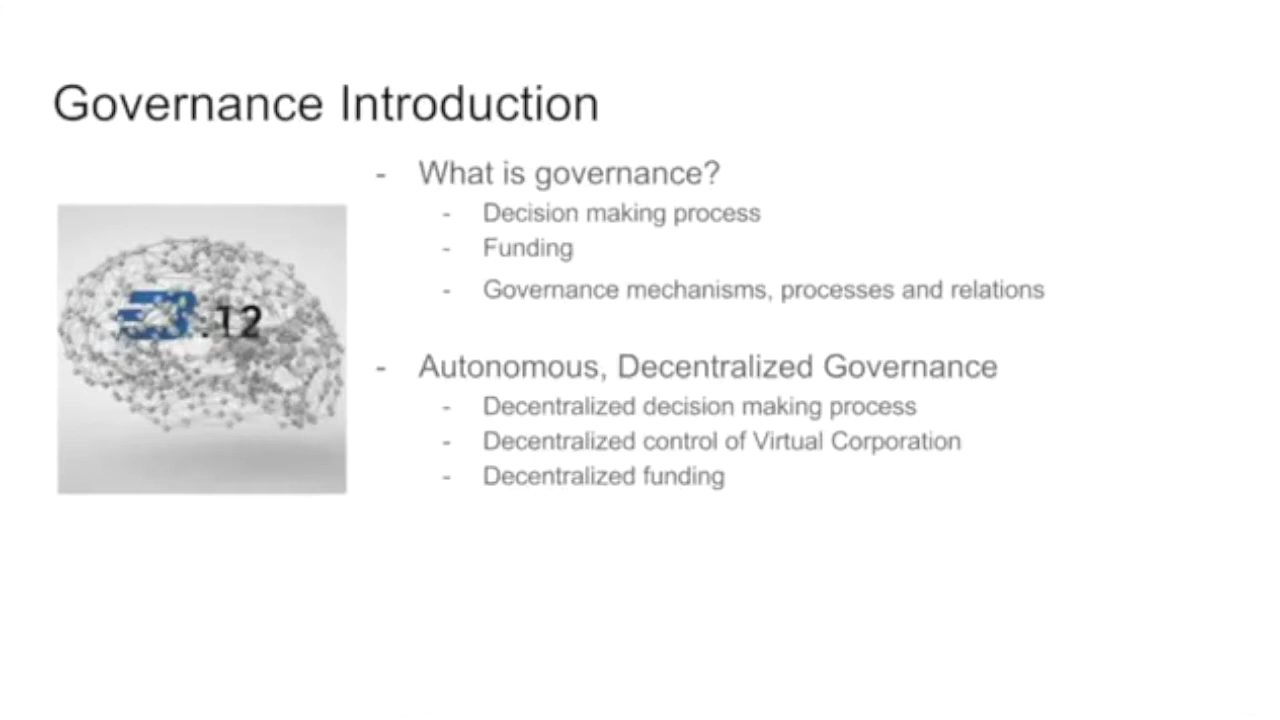 Governance Introduction
- What is governance?
- Decision making process
- Funding
- Governance mechanisms, processes and relations
.12
- Autonomous, Decentralized Governance
- Decentralized decision making process
- Decentralized control of Virtual Corporation
- Decentralized funding